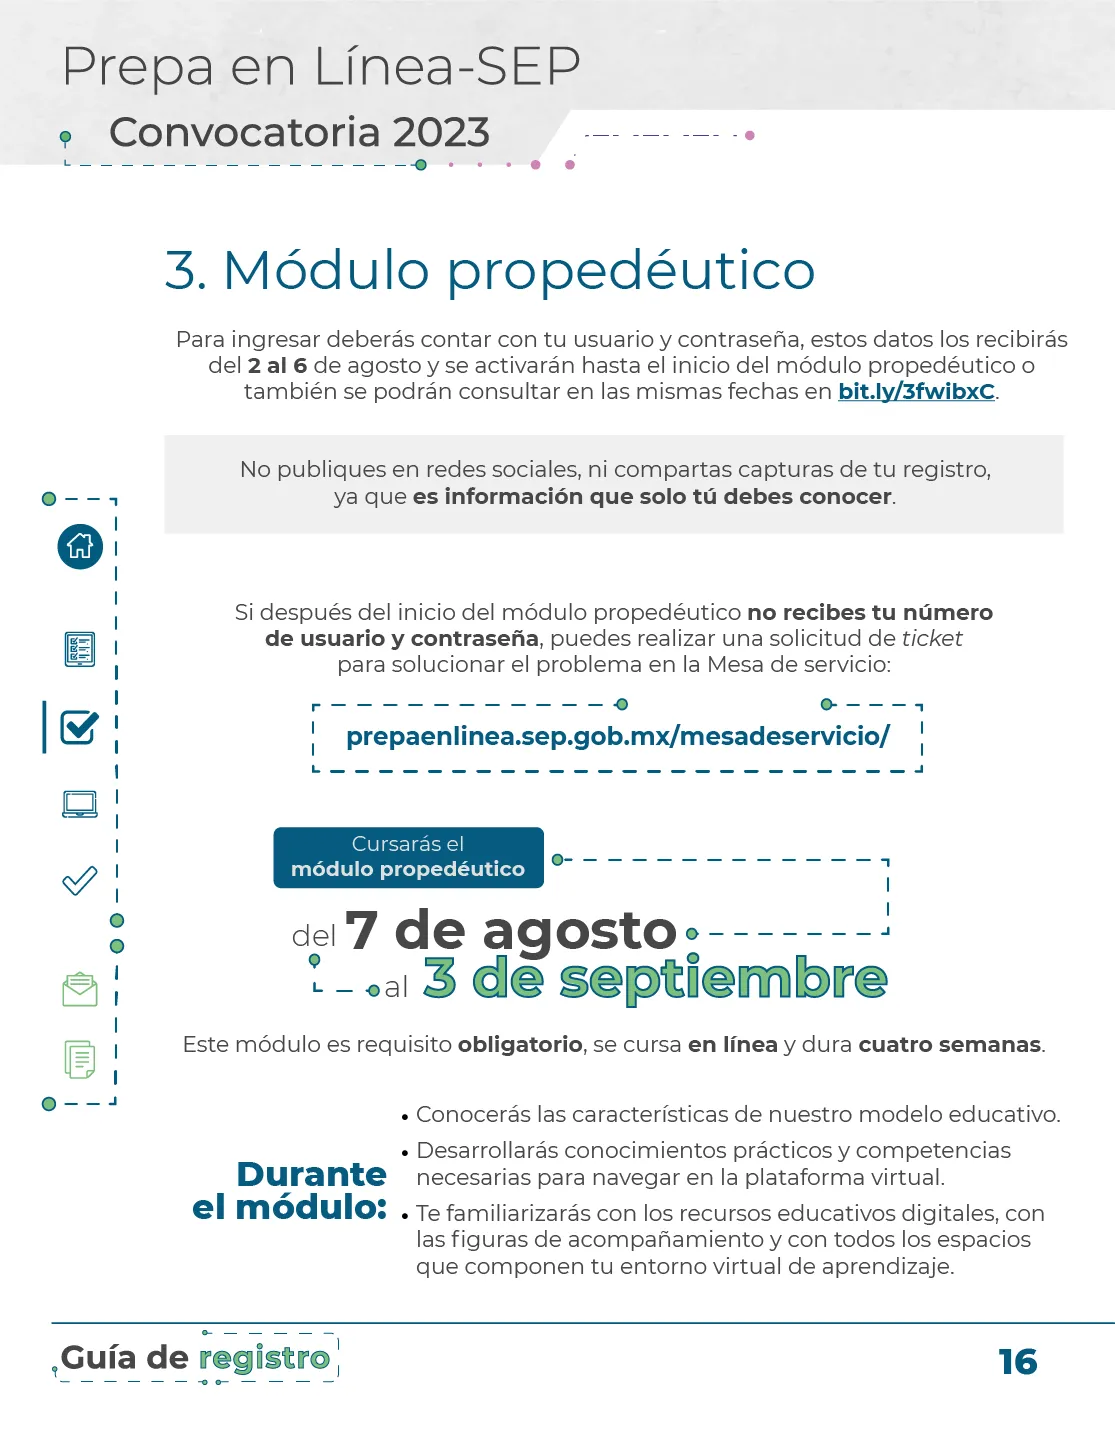 Prepa en Línea-SEP
Convocatoria 2023
3. Módulo propedéutico
Para ingresar deberás contar con tu usuario y contraseña, estos datos los recibirás
del 2 al 6 de agosto y se activarán hasta el inicio del módulo propedéutico o
también se podrán consultar en las mismas fechas en bit.ly/3fwibxC.
No publiques en redes sociales, ni compartas capturas de tu registro,
ya que es información que solo tú debes conocer.
Si después del inicio del módulo propedéutico no recibes tu número
de usuario y contraseña, puedes realizar una solicitud de ticket
para solucionar el problema en la Mesa de servicio:
prepaenlinea.sep.gob.mx/mesadeservicio/
Cursarás el
módulo propedéutico
del 7 de agosto
al 3 de septiembre
Este módulo es requisito obligatorio, se cursa en línea y dura cuatro semanas.
Durante
el módulo:
• Conocerás las características de nuestro modelo educativo.
• Desarrollarás conocimientos prácticos y competencias
necesarias para navegar en la plataforma virtual.
• Te familiarizarás con los recursos educativos digitales, con
las figuras de acompañamiento y con todos los espacios
que componen tu entorno virtual de aprendizaje.
Guía de registro
16